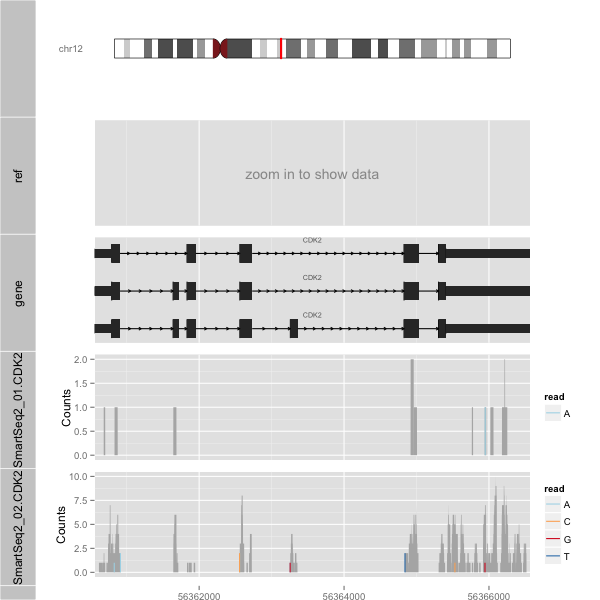 chr12
ref
zoom in to show data
gene
CDK2
CDK2
CDK2
SmartSeq2_01.CDK2
Counts
2.0
1.5
1.0
0.5
0.0
read
A
SmartSeq2_02.CDK2
Counts
10.0
7.5
5.0
2.5
0.0
read
A
C
G
T
56362000
56364000
56366000